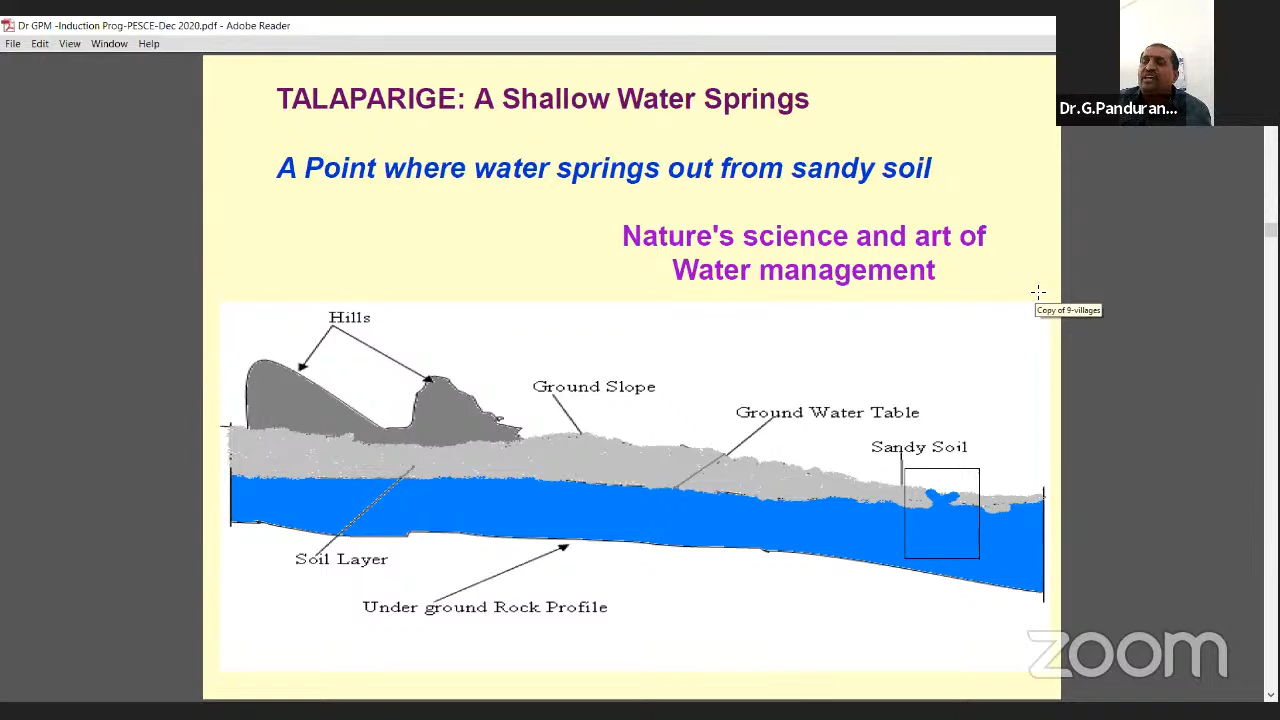 Dr GPM -Induction Prog-PESCE-Dec 2020.pdf - Adobe Reader
File Edit View Window Help
Dr.G.Panduran...
TALAPARIGE: A Shallow Water Springs
A Point where water springs out from sandy soil
Nature's science and art of
Water management
Copy of 9-villages
Hills
Ground Slope
Ground Water Table
Sandy Soil
Soil Layer
Under ground Rock Profile
zoom